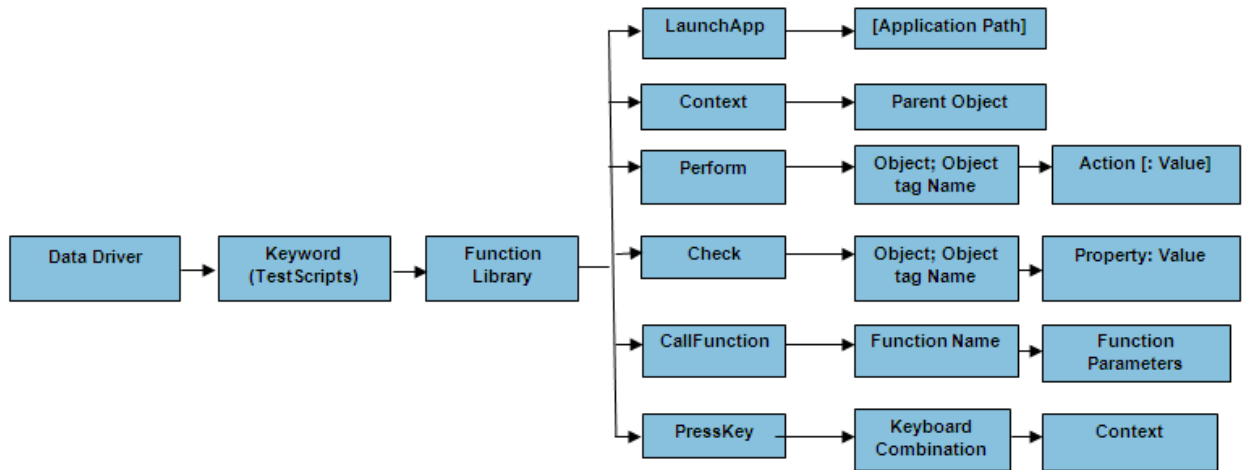 LaunchApp
[Application Path]
Context
Parent Object
Perform
Object; Object
tag Name
Action [: Value]
Data Driver
Keyword
(TestScripts)
Function
Library
Check
Object; Object
tag Name
Property: Value
CallFunction
Function Name
Function
Parameters
PressKey
Keyboard
Combination
Context